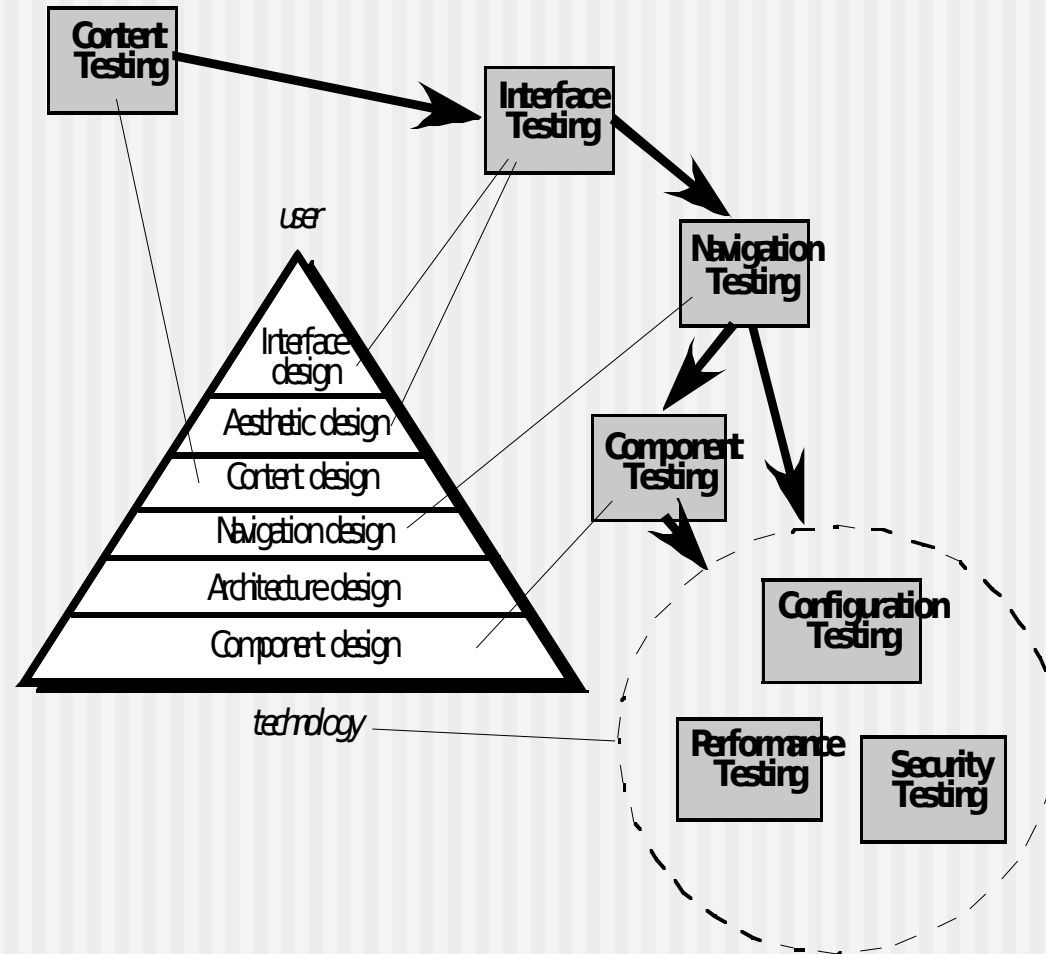 Content
Testing
Interface
Testing
user
Navigation
Testing
Interface
design
Aesthetic design
Content design
Navigation design
Architecture design
Component design
technology
Component
Testing
Configuration
Testing
Performance
Testing
Security
Testing